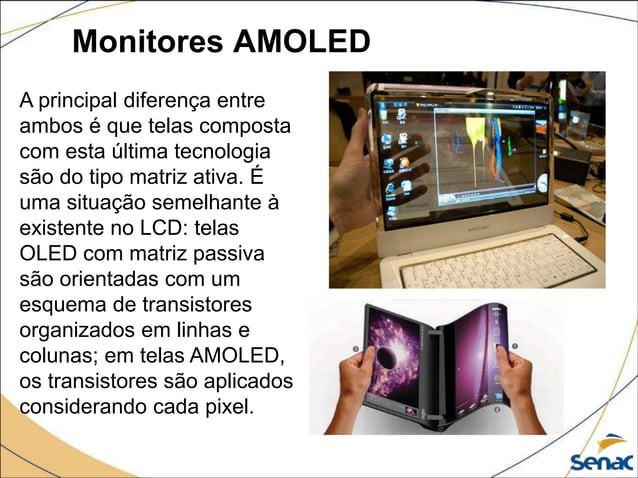 Monitores AMOLED
A principal diferença entre
ambos é que telas composta
com esta última tecnologia
são do tipo matriz ativa. É
uma situação semelhante à
existente no LCD: telas
OLED com matriz passiva
são orientadas com um
esquema de transistores
organizados em linhas e
colunas; em telas AMOLED,
os transistores são aplicados
considerando cada pixel.
AMOLED
senac